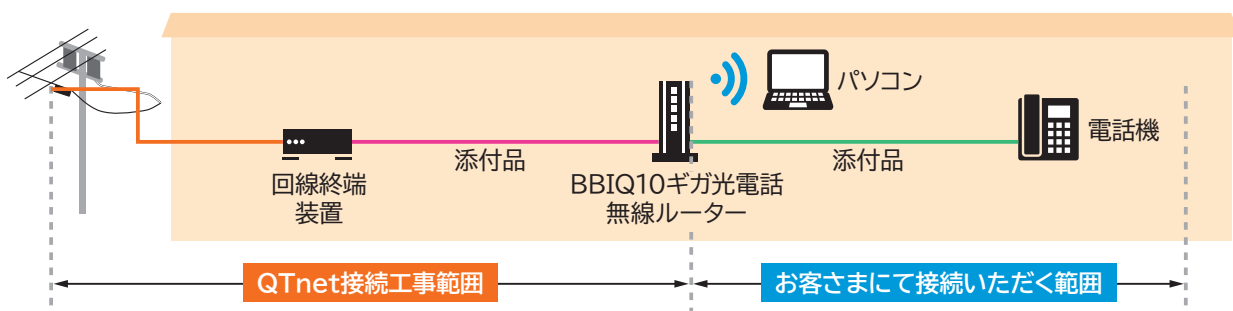 パソコン
電話機
添付品
添付品
回線終端
装置
BBIQ10ギガ光電話
無線ルーター
QTnet接続工事範囲
お客さまにて接続いただく範囲